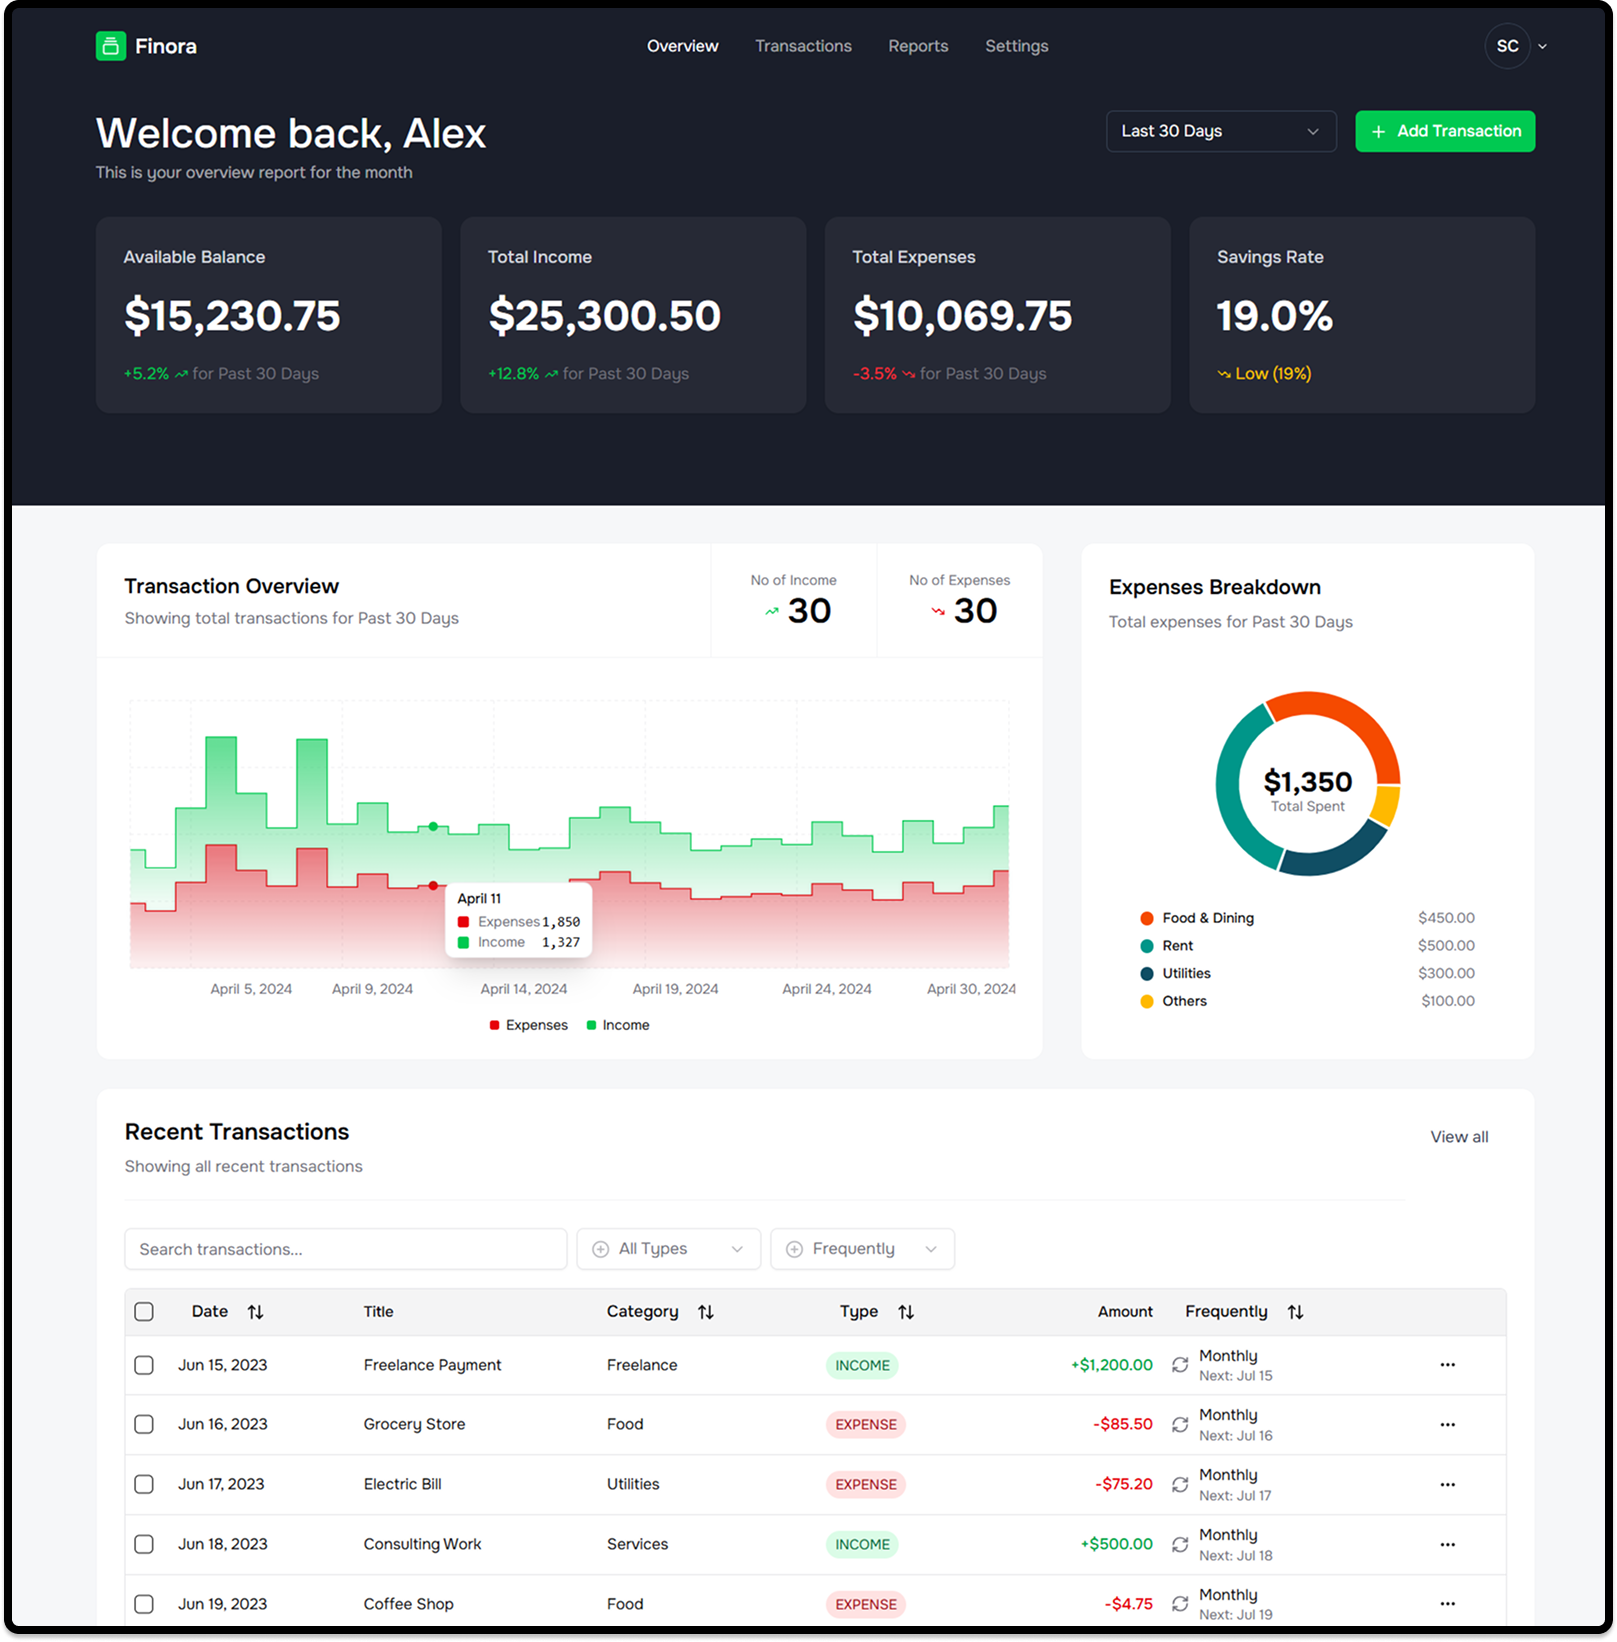 Finora
Overview Transactions Reports Settings
SC
Welcome back, Alex
This is your overview report for the month
Last 30 Days
+ Add Transaction
Available Balance
$15,230.75
+5.2% for Past 30 Days
Total Income
$25,300.50
+12.8% for Past 30 Days
Total Expenses
$10,069.75
-3.5% for Past 30 Days
Savings Rate
19.0%
Low (19%)
Transaction Overview
Showing total transactions for Past 30 Days
No of Income
30
No of Expenses
30
April 11
Expenses 1,850
Income 1,327
April 5, 2024 April 9, 2024 April 14, 2024 April 19, 2024 April 24, 2024 April 30, 2024
Expenses Income
Expenses Breakdown
Total expenses for Past 30 Days
$1,350
Total Spent
Food & Dining $450.00
Rent $500.00
Utilities $300.00
Others $100.00
Recent Transactions
Showing all recent transactions
View all
Search transactions...
All Types
Frequently
Date Title Category Type Amount Frequently
Jun 15, 2023 Freelance Payment Freelance INCOME +$1,200.00 Monthly
Next: Jul 15
Jun 16, 2023 Grocery Store Food EXPENSE -$85.50 Monthly
Next: Jul 16
Jun 17, 2023 Electric Bill Utilities EXPENSE -$75.20 Monthly
Next: Jul 17
Jun 18, 2023 Consulting Work Services INCOME +$500.00 Monthly
Next: Jul 18
Jun 19, 2023 Coffee Shop Food EXPENSE -$4.75 Monthly
Next: Jul 19